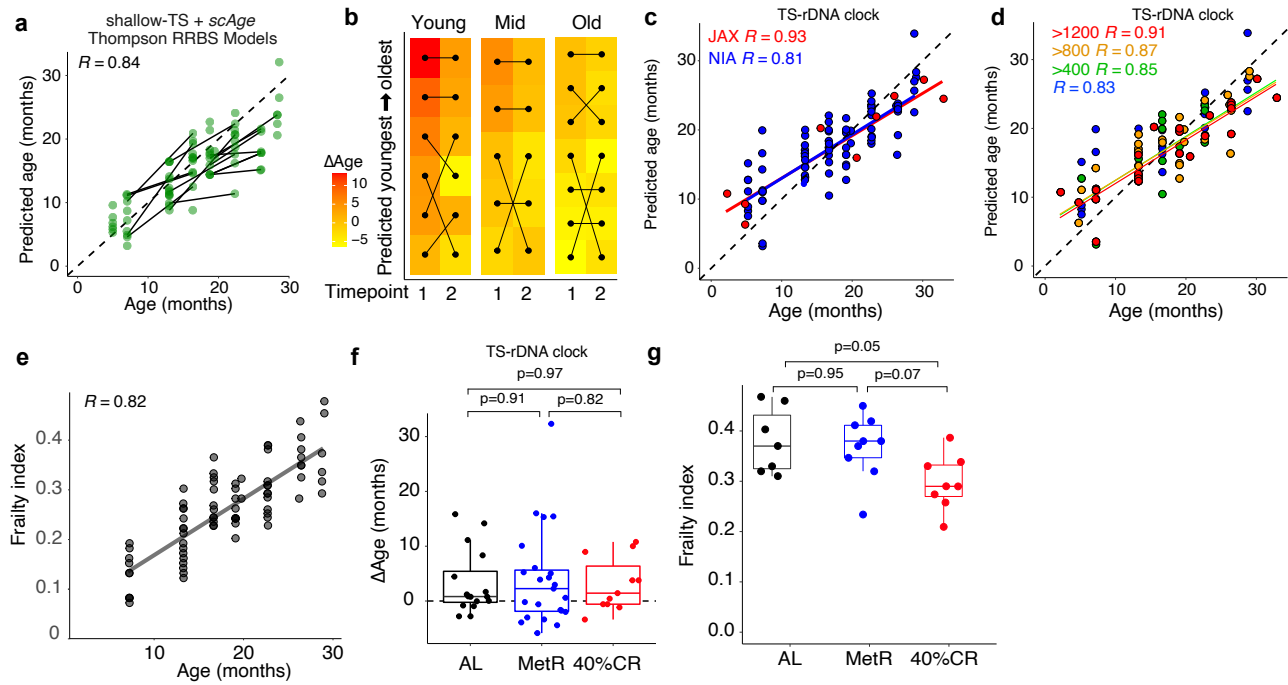 a
shallow-TS + scAge
Thompson RRBS Models
R = 0.84
Predicted age (months)
30
20
10
0
0 10 20 30
Age (months)
b
Young Mid Old
Predicted youngest → oldest
ΔAge
10
5
0
−5
Timepoint 1 2 1 2 1 2
c
TS-rDNA clock
JAX R = 0.93
NIA R = 0.81
Predicted age (months)
30
20
10
0
0 10 20 30
Age (months)
d
TS-rDNA clock
>1200 R = 0.91
>800 R = 0.87
>400 R = 0.85
R = 0.83
Predicted age (months)
30
20
10
0
0 10 20 30
Age (months)
e
R = 0.82
Frailty index
0.4
0.3
0.2
0.1
0
10 20 30
Age (months)
f
TS-rDNA clock
p=0.97
p=0.91 p=0.82
ΔAge (months)
30
20
10
0
AL MetR 40%CR
g
p=0.05
p=0.95 p=0.07
Frailty index
0.4
0.3
0.2
0.1
0.0
AL MetR 40%CR